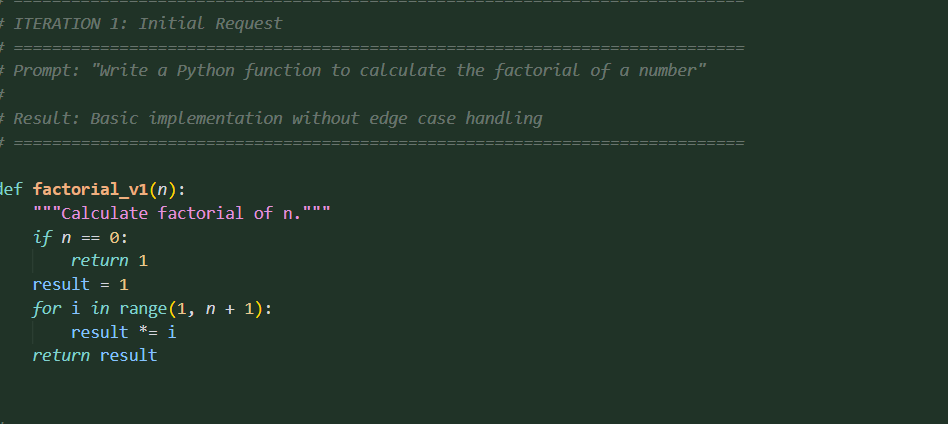 # ==========================================================================
# ITERATION 1: Initial Request
# ==========================================================================
# Prompt: "Write a Python function to calculate the factorial of a number"
#
# Result: Basic implementation without edge case handling
# ==========================================================================
def factorial_v1(n):
    """Calculate factorial of n."""
    if n == 0:
        return 1
    result = 1
    for i in range(1, n + 1):
        result *= i
    return result